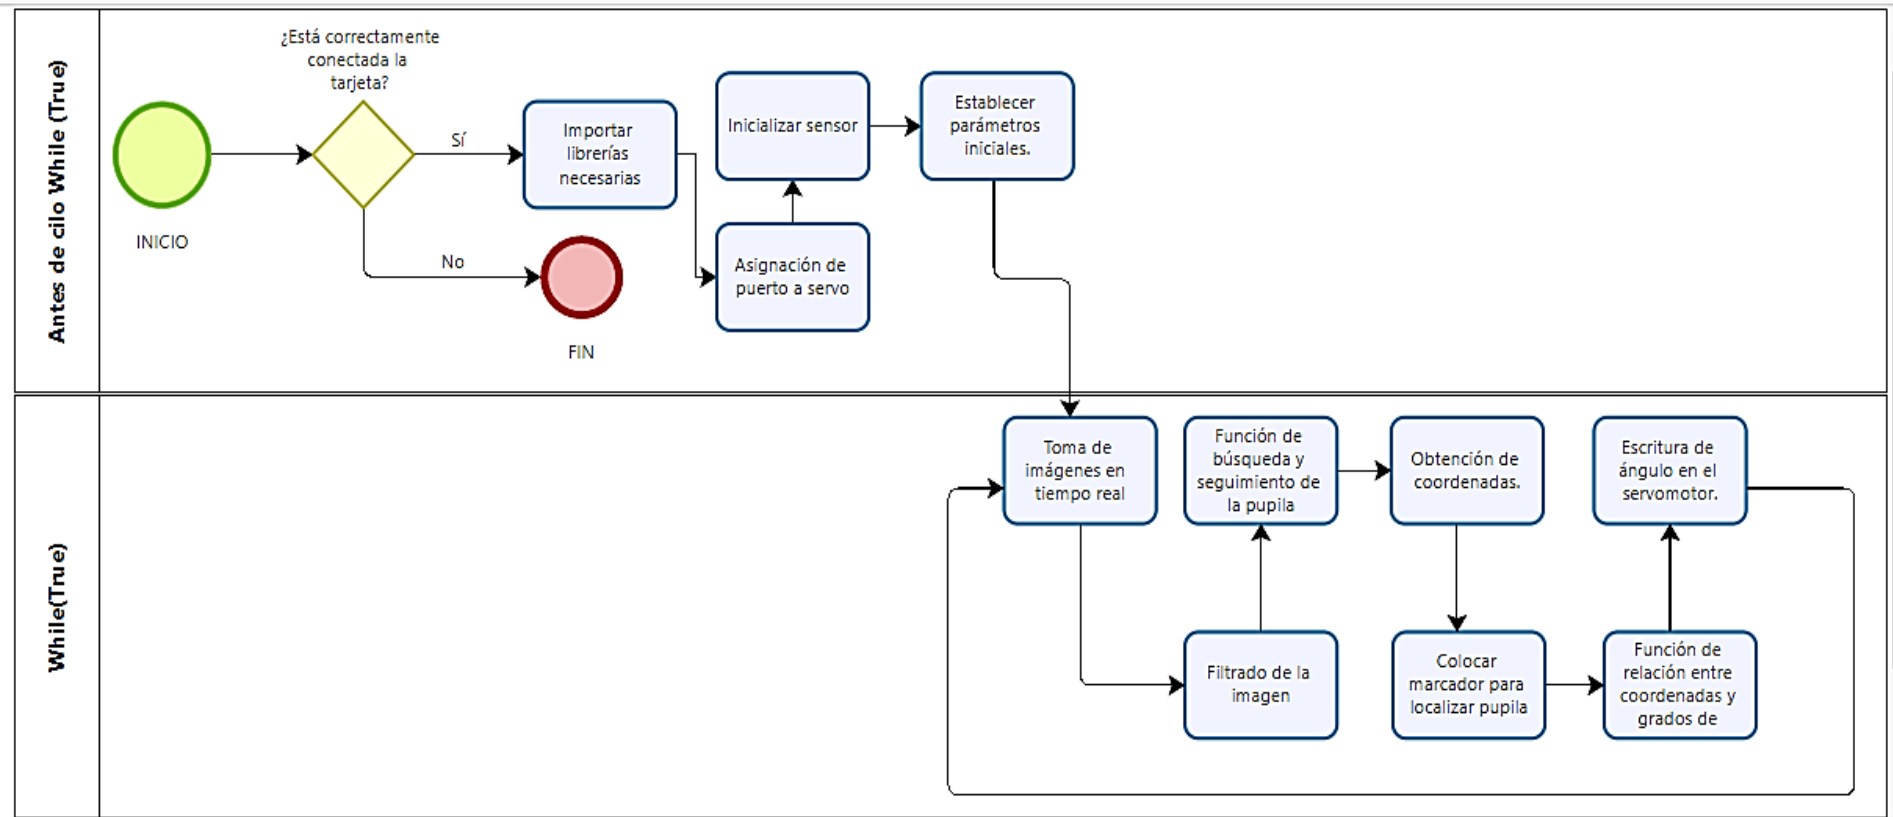 Antes de cilo While (True)
¿Está correctamente
conectada la
tarjeta?
INICIO
Sí
No
FIN
Importar
librerías
necesarias
Asignación de
puerto a servo
Inicializar sensor
Establecer
parámetros
iniciales.
While(True)
Toma de
imágenes en
tiempo real
Filtrado de la
imagen
Función de
búsqueda y
seguimiento de
la pupila
Obtención de
coordenadas.
Colocar
marcador para
localizar pupila
Función de
relación entre
coordenadas y
grados de
Escritura de
ángulo en el
servomotor.